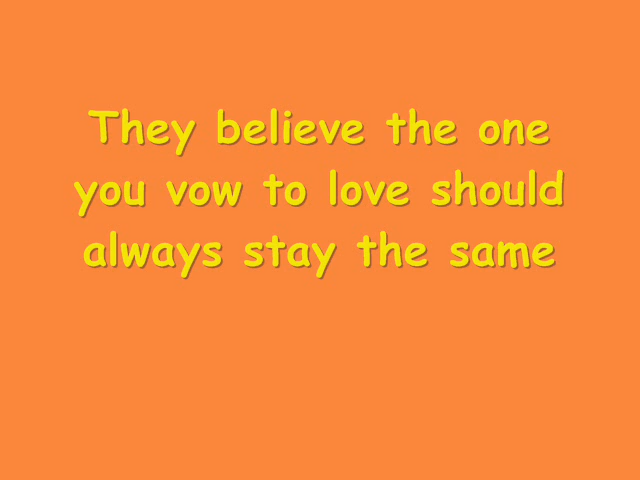 They believe the one
you vow to love should
always stay the same